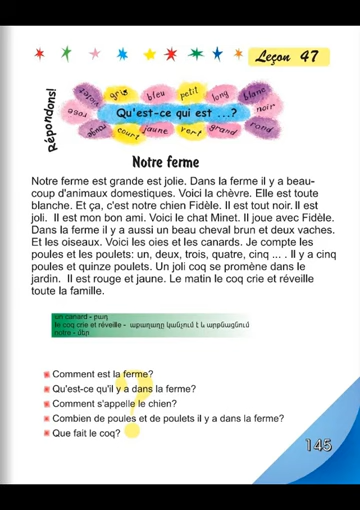 Leçon 47
Répondons!
violet
gris
bleu
petit
long
blanc
rose
Qu'est-ce qui est ...?
noir
rouge
court
jaune
vert
grand
rond
Notre ferme
Notre ferme est grande est jolie. Dans la ferme il y a beau-
coup d'animaux domestiques. Voici la chèvre. Elle est toute
blanche. Et ça, c'est notre chien Fidèle. Il est tout noir. Il est
joli. Il est mon bon ami. Voici le chat Minet. Il joue avec Fidèle.
Dans la ferme il y a aussi un beau cheval brun et deux vaches.
Et les oiseaux. Voici les oies et les canards. Je compte les
poules et les poulets: un, deux, trois, quatre, cinq ... . Il y a cinq
poules et quinze poulets. Un joli coq se promène dans le
jardin. Il est rouge et jaune. Le matin le coq crie et réveille
toute la famille.
un canard - բադ
le coq crie et réveille - աքաղաղը կանչում է և արթնացնում
notre - մեր
Comment est la ferme?
Qu'est-ce qu'il y a dans la ferme?
Comment s'appelle le chien?
Combien de poules et de poulets il y a dans la ferme?
Que fait le coq?
?
145